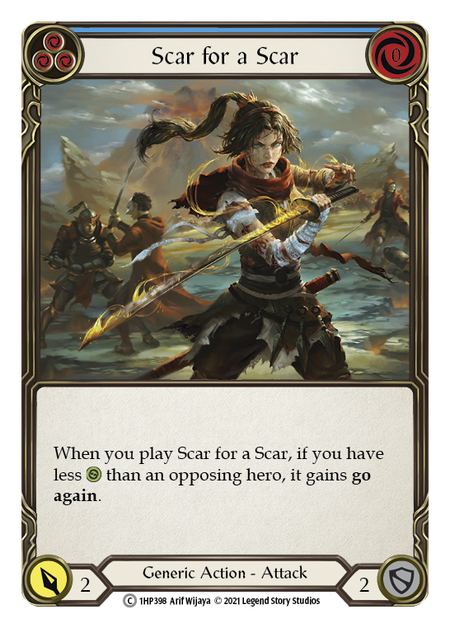 Scar for a Scar
0
When you play Scar for a Scar, if you have
less than an opposing hero, it gains go
again.
2
Generic Action - Attack
2
C 1HP398 Arif Wijaya © 2021 Legend Story Studios